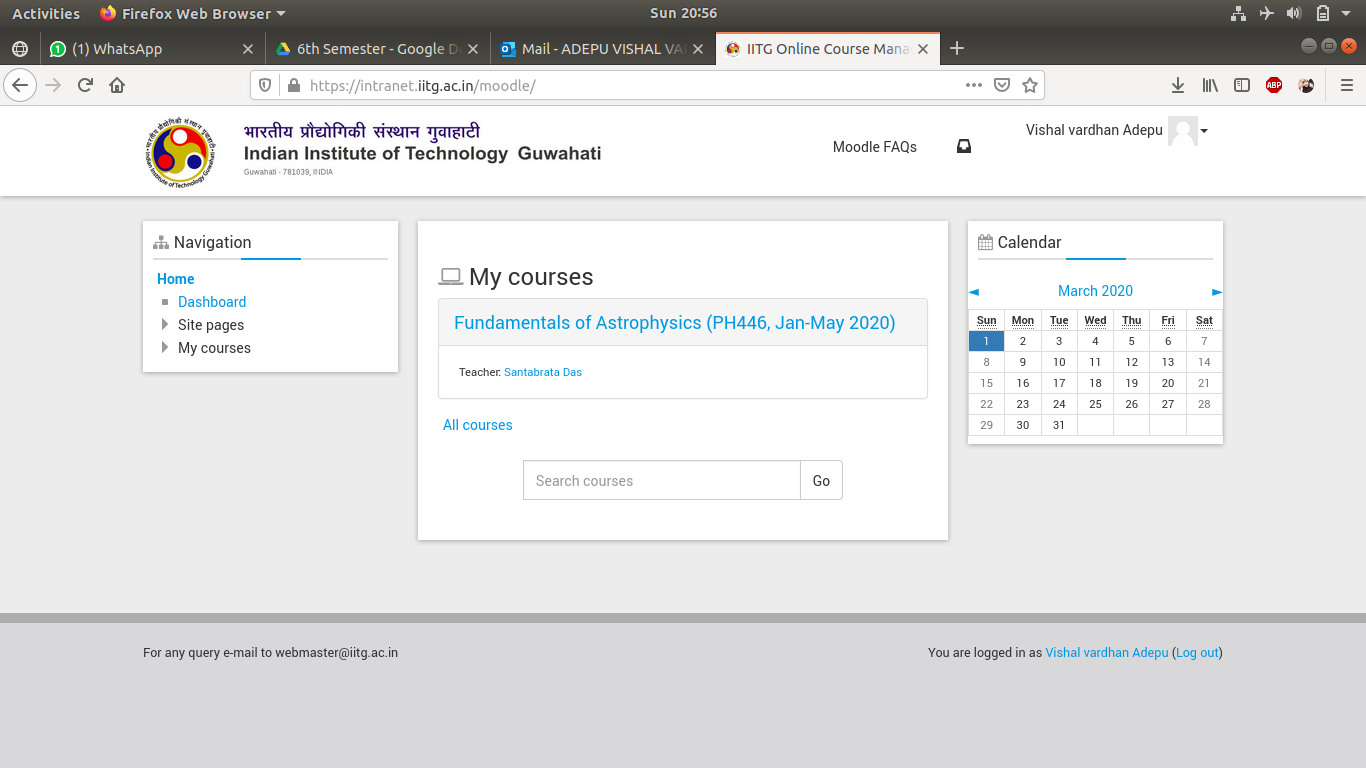 Activities Firefox Web Browser Sun 20:56
(1) WhatsApp 6th Semester - Google D Mail - ADEPU VISHAL VA IITG Online Course Mana
https://intranet.iitg.ac.in/moodle/
ABP
भारतीय प्रौद्योगिकी संस्थान गुवाहाटी
Indian Institute of Technology Guwahati
Guwahati - 781039, INDIA
Moodle FAQs
Vishal vardhan Adepu
Navigation
Home
Dashboard
Site pages
My courses
My courses
Fundamentals of Astrophysics (PH446, Jan-May 2020)
Teacher: Santabrata Das
All courses
Search courses Go
Calendar
◄ March 2020 ►
Sun Mon Tue Wed Thu Fri Sat
1 2 3 4 5 6 7
8 9 10 11 12 13 14
15 16 17 18 19 20 21
22 23 24 25 26 27 28
29 30 31
For any query e-mail to webmaster@iitg.ac.in
You are logged in as Vishal vardhan Adepu (Log out)